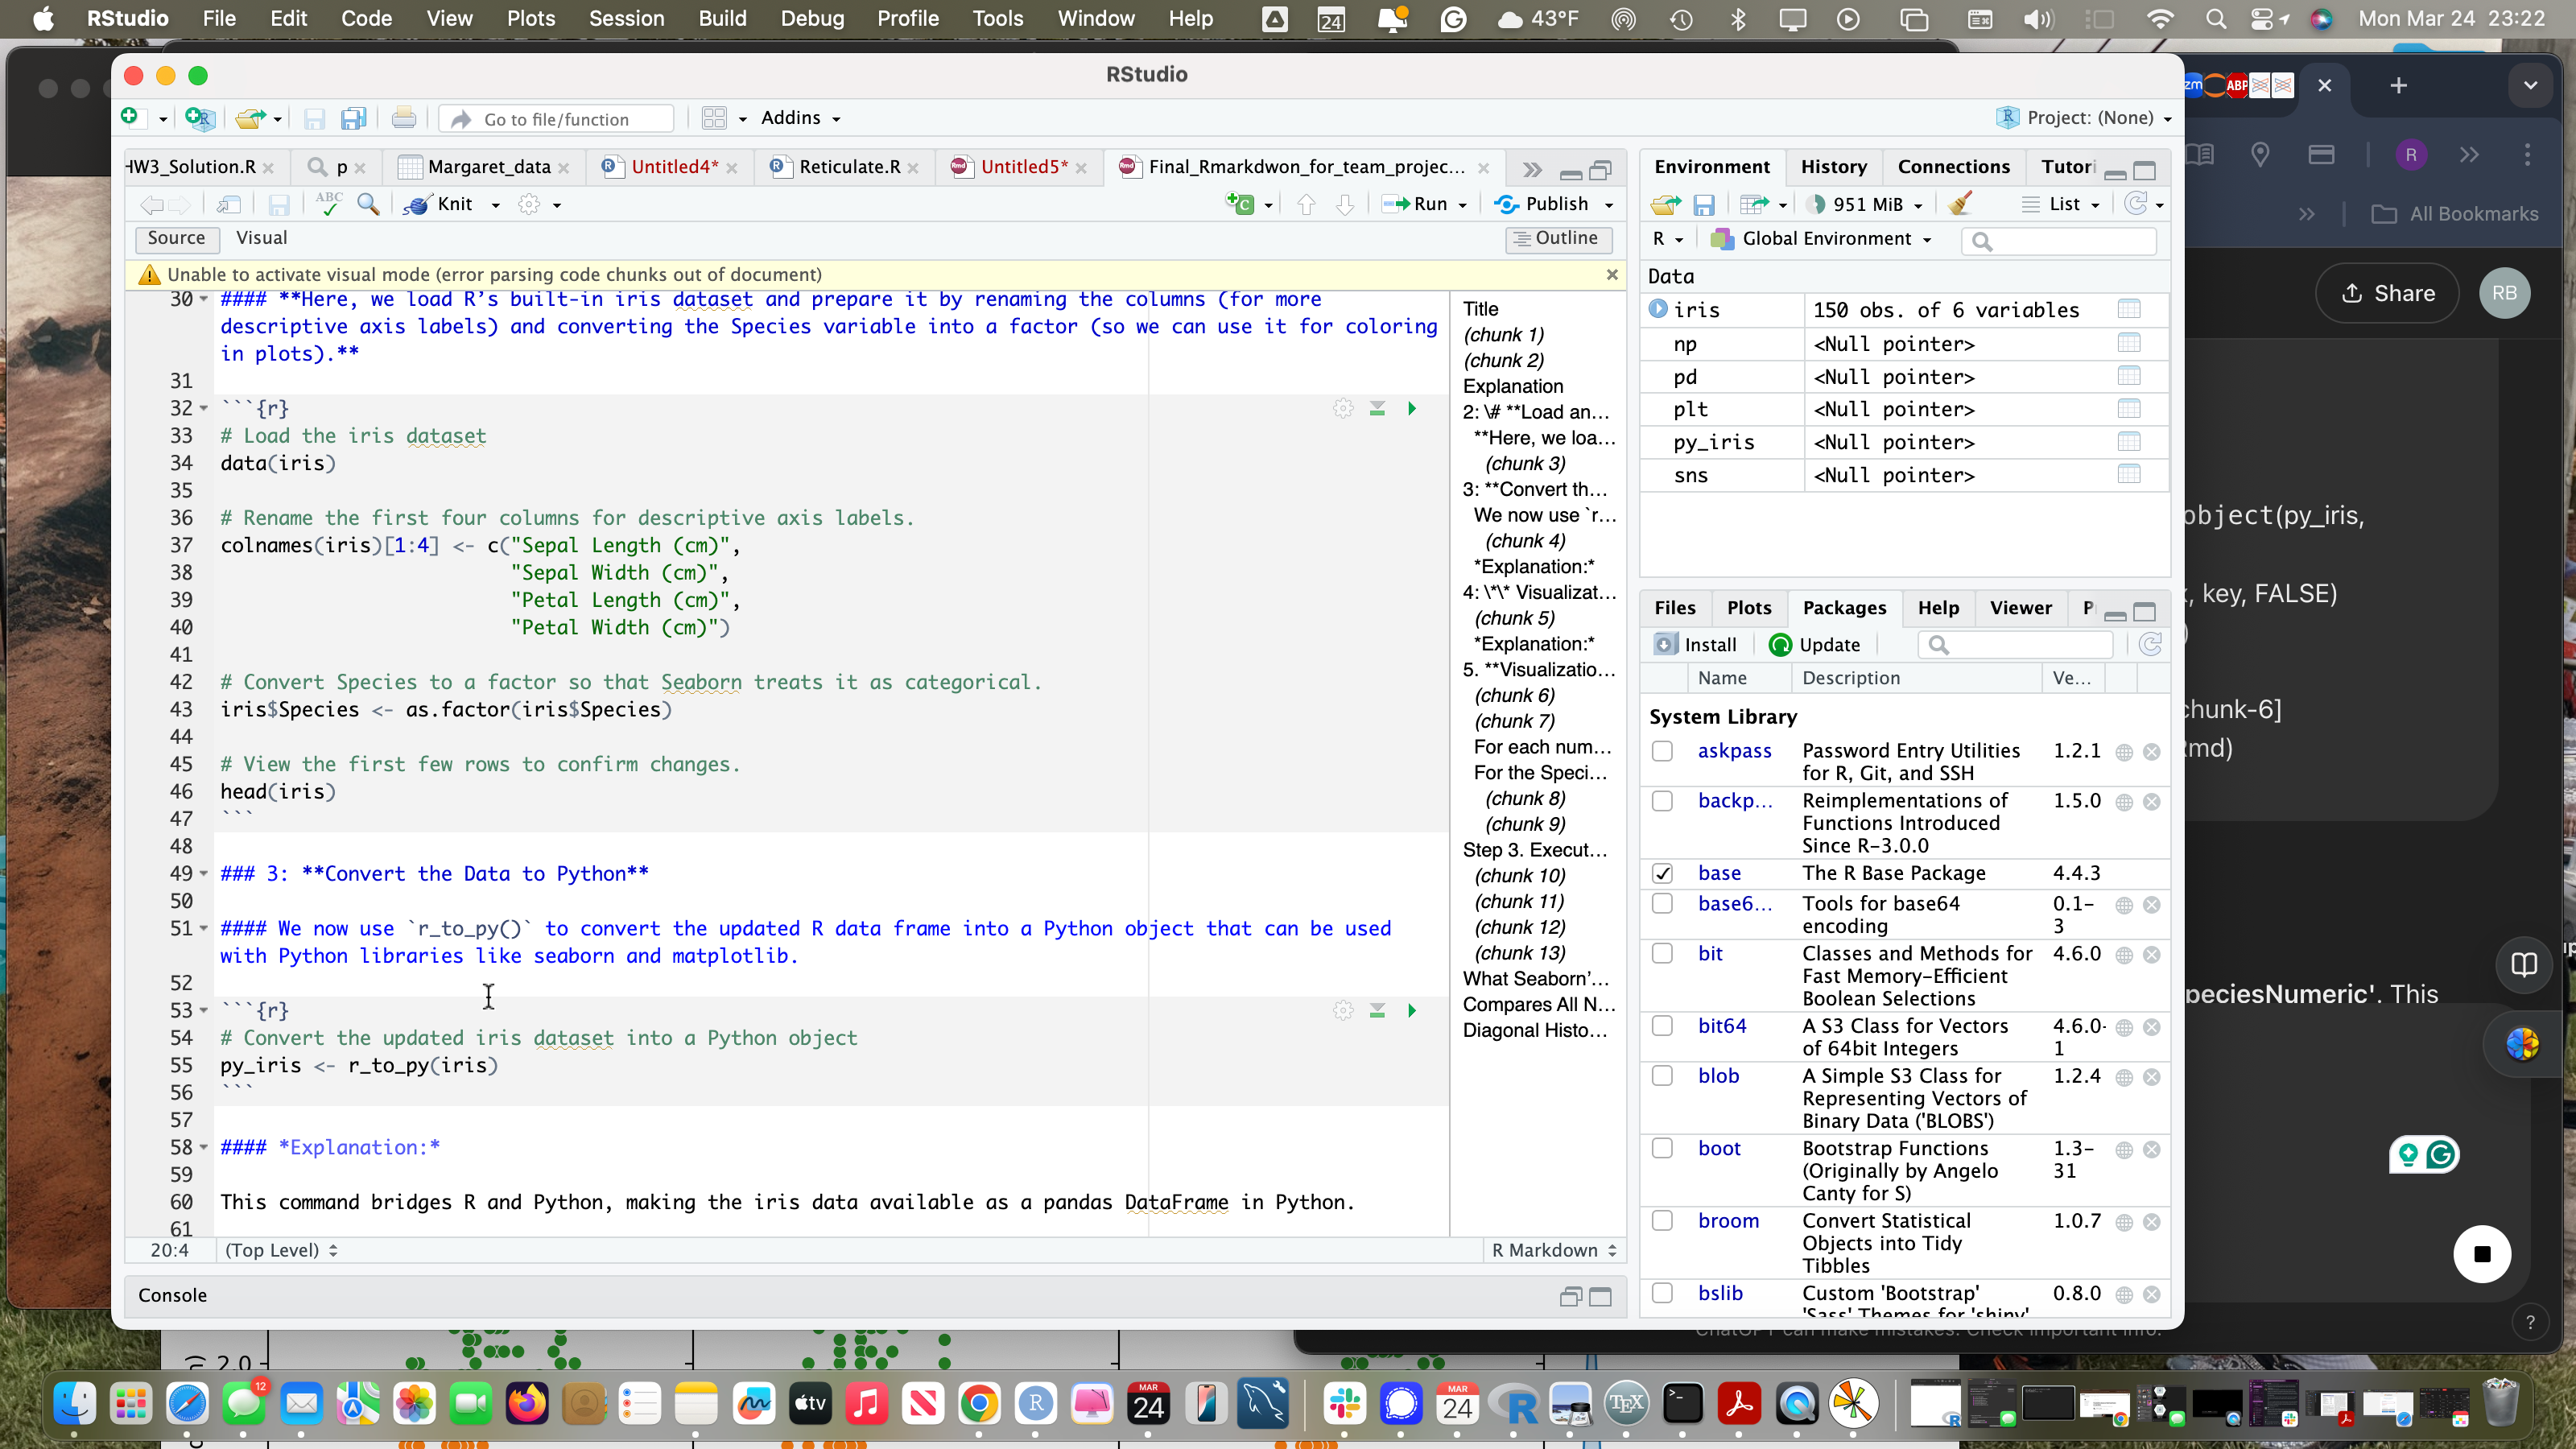 RStudio File Edit Code View Plots Session Build Debug Profile Tools Window Help 24 43°F Mon Mar 24 23:22
RStudio
zm ABP
Go to file/function Addins Project: (None)
HW3_Solution.R p Margaret_data Untitled4* Reticulate.R Untitled5* Final_Rmarkdwon_for_team_projec...
ABC Knit Run Publish
Source Visual Outline
Unable to activate visual mode (error parsing code chunks out of document)
30 #### **Here, we load R's built-in iris dataset and prepare it by renaming the columns (for more
descriptive axis labels) and converting the Species variable into a factor (so we can use it for coloring
in plots).**
31
32 ```{r}
33 # Load the iris dataset
34 data(iris)
35
36 # Rename the first four columns for descriptive axis labels.
37 colnames(iris)[1:4] <- c("Sepal Length (cm)",
38 "Sepal Width (cm)",
39 "Petal Length (cm)",
40 "Petal Width (cm)")
41
42 # Convert Species to a factor so that Seaborn treats it as categorical.
43 iris$Species <- as.factor(iris$Species)
44
45 # View the first few rows to confirm changes.
46 head(iris)
47 ```
48
49 ### 3: **Convert the Data to Python**
50
51 #### We now use `r_to_py()` to convert the updated R data frame into a Python object that can be used
with Python libraries like seaborn and matplotlib.
52
53 ```{r}
54 # Convert the updated iris dataset into a Python object
55 py_iris <- r_to_py(iris)
56 ```
57
58 #### *Explanation:*
59
60 This command bridges R and Python, making the iris data available as a pandas DataFrame in Python.
61
20:4 (Top Level) R Markdown
Console
Title
(chunk 1)
(chunk 2)
Explanation
2: \# **Load an...
**Here, we loa...
(chunk 3)
3: **Convert th...
We now use `r...
(chunk 4)
*Explanation:*
4: \*\* Visualizat...
(chunk 5)
*Explanation:*
5. **Visualizatio...
(chunk 6)
(chunk 7)
For each num...
For the Speci...
(chunk 8)
(chunk 9)
Step 3. Execut...
(chunk 10)
(chunk 11)
(chunk 12)
(chunk 13)
What Seaborn'...
Compares All N...
Diagonal Histo...
Environment History Connections Tutori
951 MiB List
R Global Environment
Data
iris 150 obs. of 6 variables
np <Null pointer>
pd <Null pointer>
plt <Null pointer>
py_iris <Null pointer>
sns <Null pointer>
Files Plots Packages Help Viewer P
Install Update
Name Description Ve...
System Library
askpass Password Entry Utilities for R, Git, and SSH 1.2.1
backp... Reimplementations of Functions Introduced Since R-3.0.0 1.5.0
base The R Base Package 4.4.3
base6... Tools for base64 encoding 0.1-3
bit Classes and Methods for Fast Memory-Efficient Boolean Selections 4.6.0
bit64 A S3 Class for Vectors of 64bit Integers 4.6.0-1
blob A Simple S3 Class for Representing Vectors of Binary Data ('BLOBS') 1.2.4
boot Bootstrap Functions (Originally by Angelo Canty for S) 1.3-31
broom Convert Statistical Objects into Tidy Tibbles 1.0.7
bslib Custom 'Bootstrap' 'Sass' Themes for 'shiny' 0.8.0
R
All Bookmarks
Share RB
object(py_iris,
, key, FALSE)
)
chunk-6]
md)
peciesNumeric'. This
ChatGPT can make mistakes. Check important info.
?
2.0
12 tv MAR 24 MAR 24 TEX